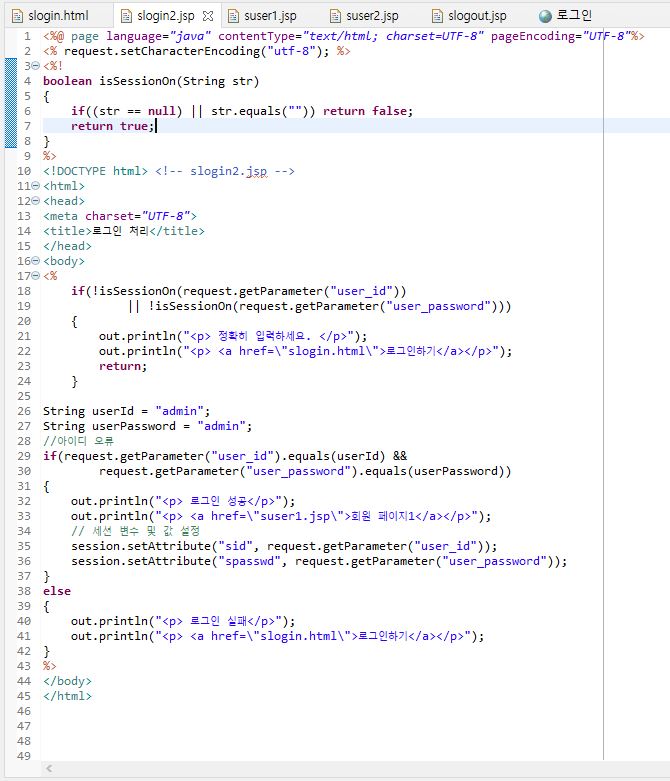 slogin.html slogin2.jsp suser1.jsp suser2.jsp slogout.jsp 로그인
1 <%@ page language="java" contentType="text/html; charset=UTF-8" pageEncoding="UTF-8"%>
2 <% request.setCharacterEncoding("utf-8"); %>
3 <%!
4 boolean isSessionOn(String str)
5 {
6     if((str == null) || str.equals("")) return false;
7     return true;
8 }
9 %>
10 <!DOCTYPE html> <!-- slogin2.jsp -->
11 <html>
12 <head>
13 <meta charset="UTF-8">
14 <title>로그인 처리</title>
15 </head>
16 <body>
17 <%
18     if(!isSessionOn(request.getParameter("user_id"))
19             || !isSessionOn(request.getParameter("user_password")))
20     {
21         out.println("<p> 정확히 입력하세요. </p>");
22         out.println("<p> <a href=\"slogin.html\">로그인하기</a></p>");
23         return;
24     }
25
26 String userId = "admin";
27 String userPassword = "admin";
28 //아이디 오류
29 if(request.getParameter("user_id").equals(userId) &&
30         request.getParameter("user_password").equals(userPassword))
31 {
32     out.println("<p> 로그인 성공</p>");
33     out.println("<p> <a href=\"suser1.jsp\">회원 페이지1</a></p>");
34     // 세션 변수 및 값 설정
35     session.setAttribute("sid", request.getParameter("user_id"));
36     session.setAttribute("spasswd", request.getParameter("user_password"));
37 }
38 else
39 {
40     out.println("<p> 로그인 실패</p>");
41     out.println("<p> <a href=\"slogin.html\">로그인하기</a></p>");
42 }
43 %>
44 </body>
45 </html>
46
47
48
49